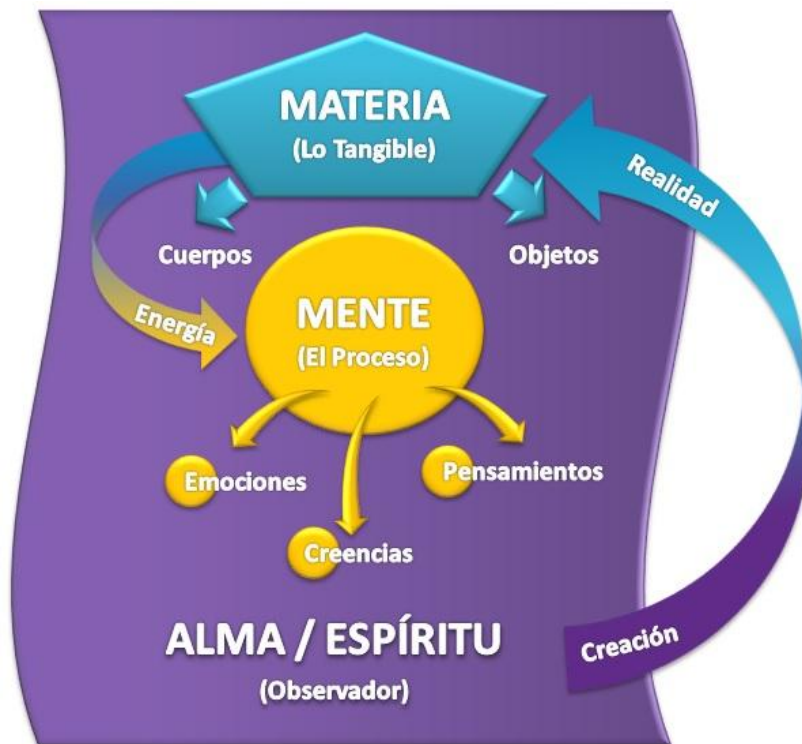 MATERIA
(Lo Tangible)
Realidad
Cuerpos
Objetos
Energía
MENTE
(El Proceso)
Emociones
Pensamientos
Creencias
ALMA / ESPÍRITU
(Observador)
Creación